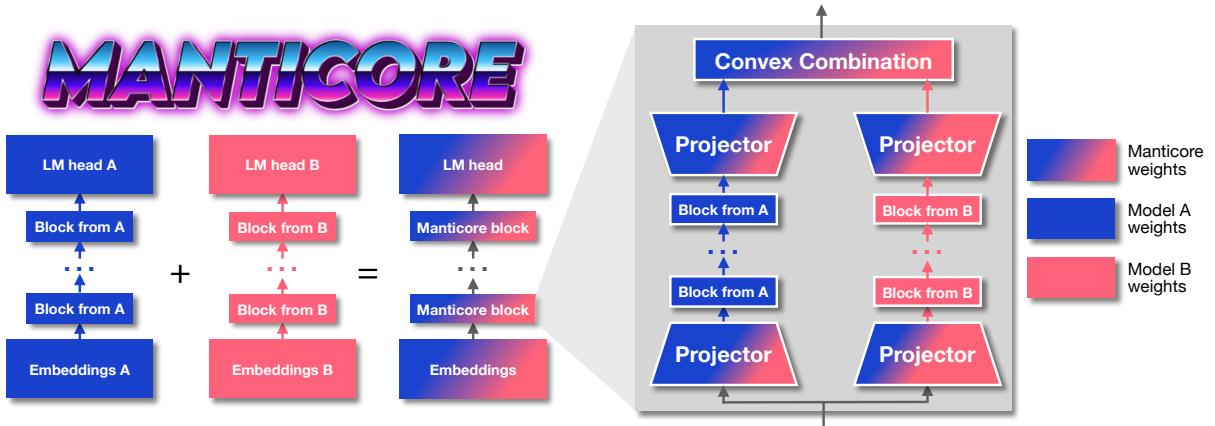 MANTICORE
LM head A
Block from A
...
Block from A
Embeddings A
+
LM head B
Block from B
...
Block from B
Embeddings B
=
LM head
Manticore block
...
Manticore block
Embeddings
Convex Combination
Projector
Projector
Block from A
Block from B
...
...
Block from A
Block from B
Projector
Projector
Manticore
weights
Model A
weights
Model B
weights